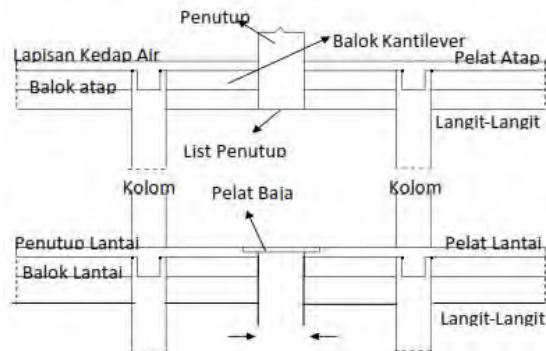 Penutup
Balok Kantilever
Lapisan Kedap Air
Pelat Atap
Balok atap
Langit-Langit
List Penutup
Kolom
Kolom
Pelat Baja
Penutup Lantai
Pelat Lantai
Balok Lantai
Langit-Langit